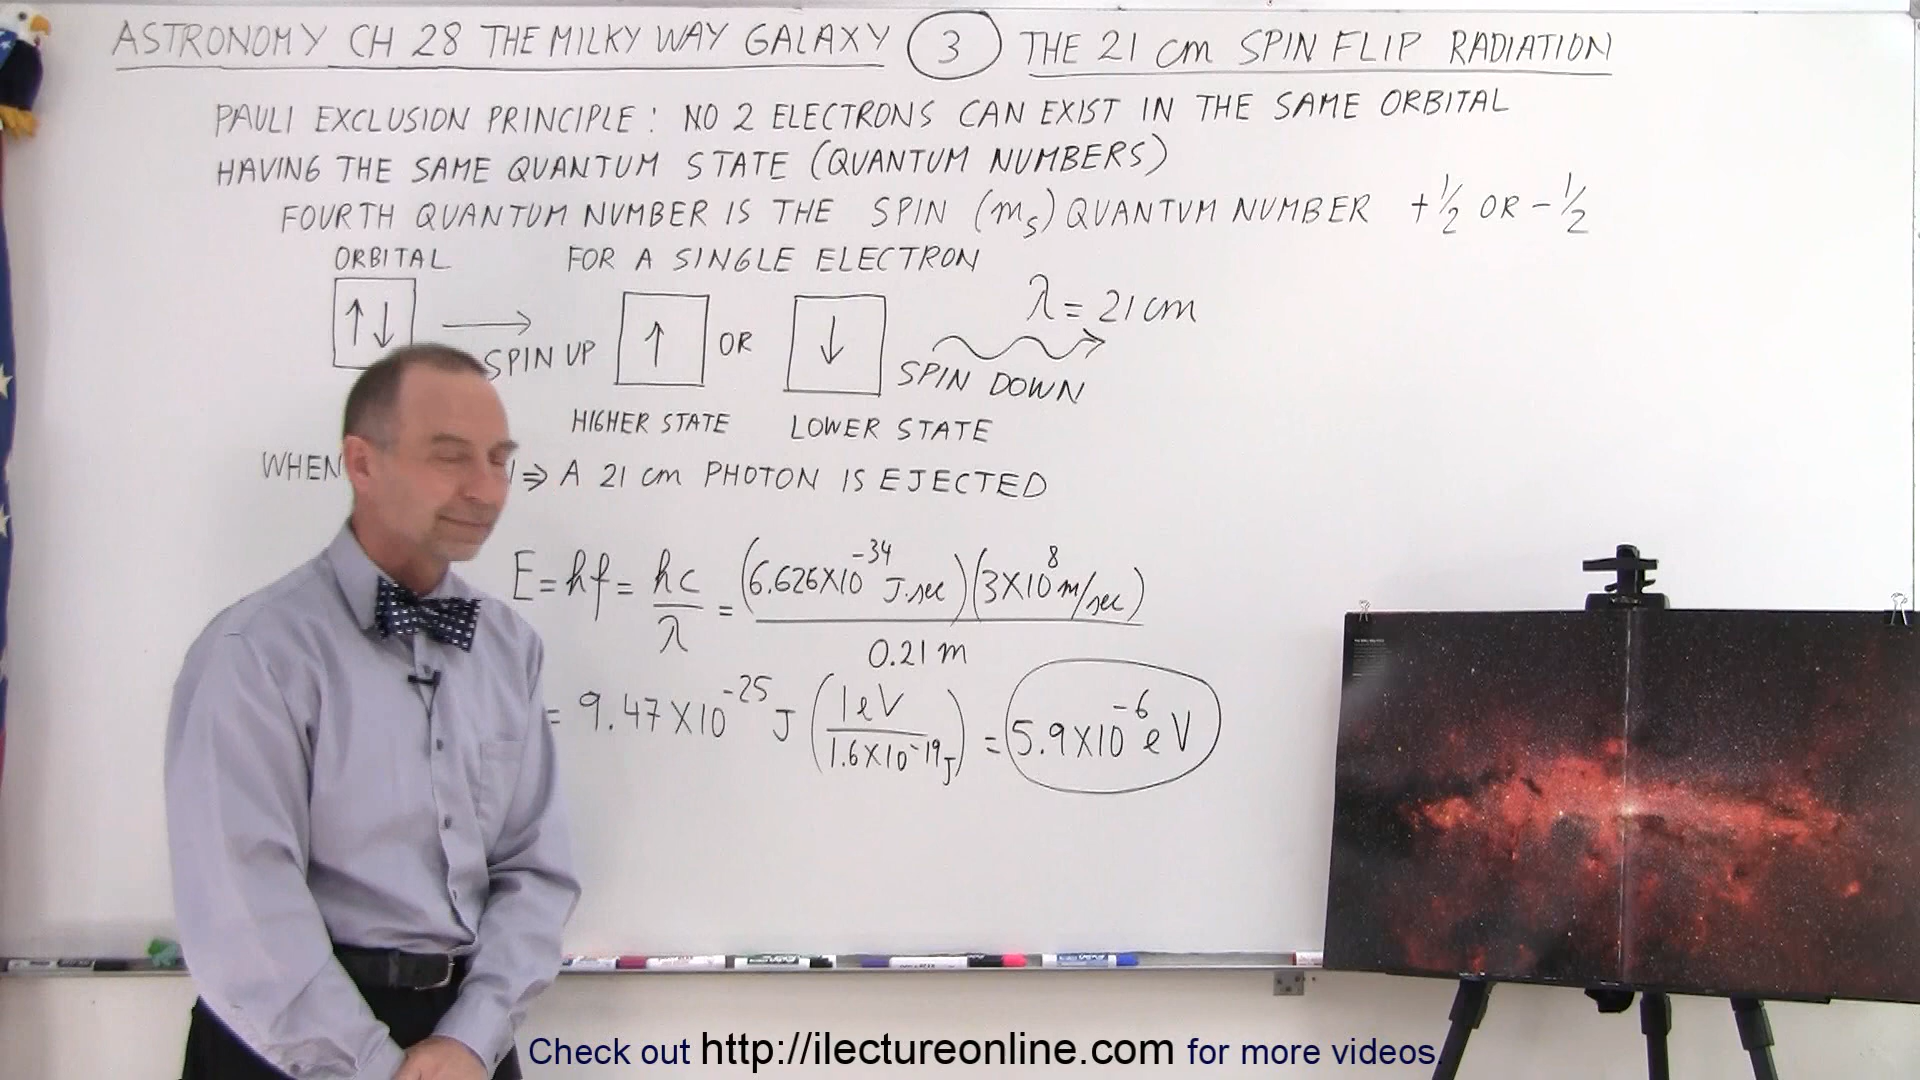 ASTRONOMY CH 28 THE MILKY WAY GALAXY 3 THE 21 cm SPIN FLIP RADIATION
PAULI EXCLUSION PRINCIPLE: NO 2 ELECTRONS CAN EXIST IN THE SAME ORBITAL
HAVING THE SAME QUANTUM STATE (QUANTUM NUMBERS)
FOURTH QUANTUM NUMBER IS THE SPIN (mₛ) QUANTUM NUMBER +1/2 OR -1/2
ORBITAL FOR A SINGLE ELECTRON
λ = 21 cm
↑↓ → SPIN UP ↑ OR ↓ SPIN DOWN
HIGHER STATE LOWER STATE
WHEN ⇒ A 21 cm PHOTON IS EJECTED
E = hf = hc/λ = (6.626X10⁻³⁴ J.sec)(3X10⁸ m/sec) / 0.21 m
= 9.47X10⁻²⁵ J (1eV / 1.6X10⁻¹⁹J) = 5.9X10⁻⁶ eV
Check out http://ilectureonline.com for more videos.